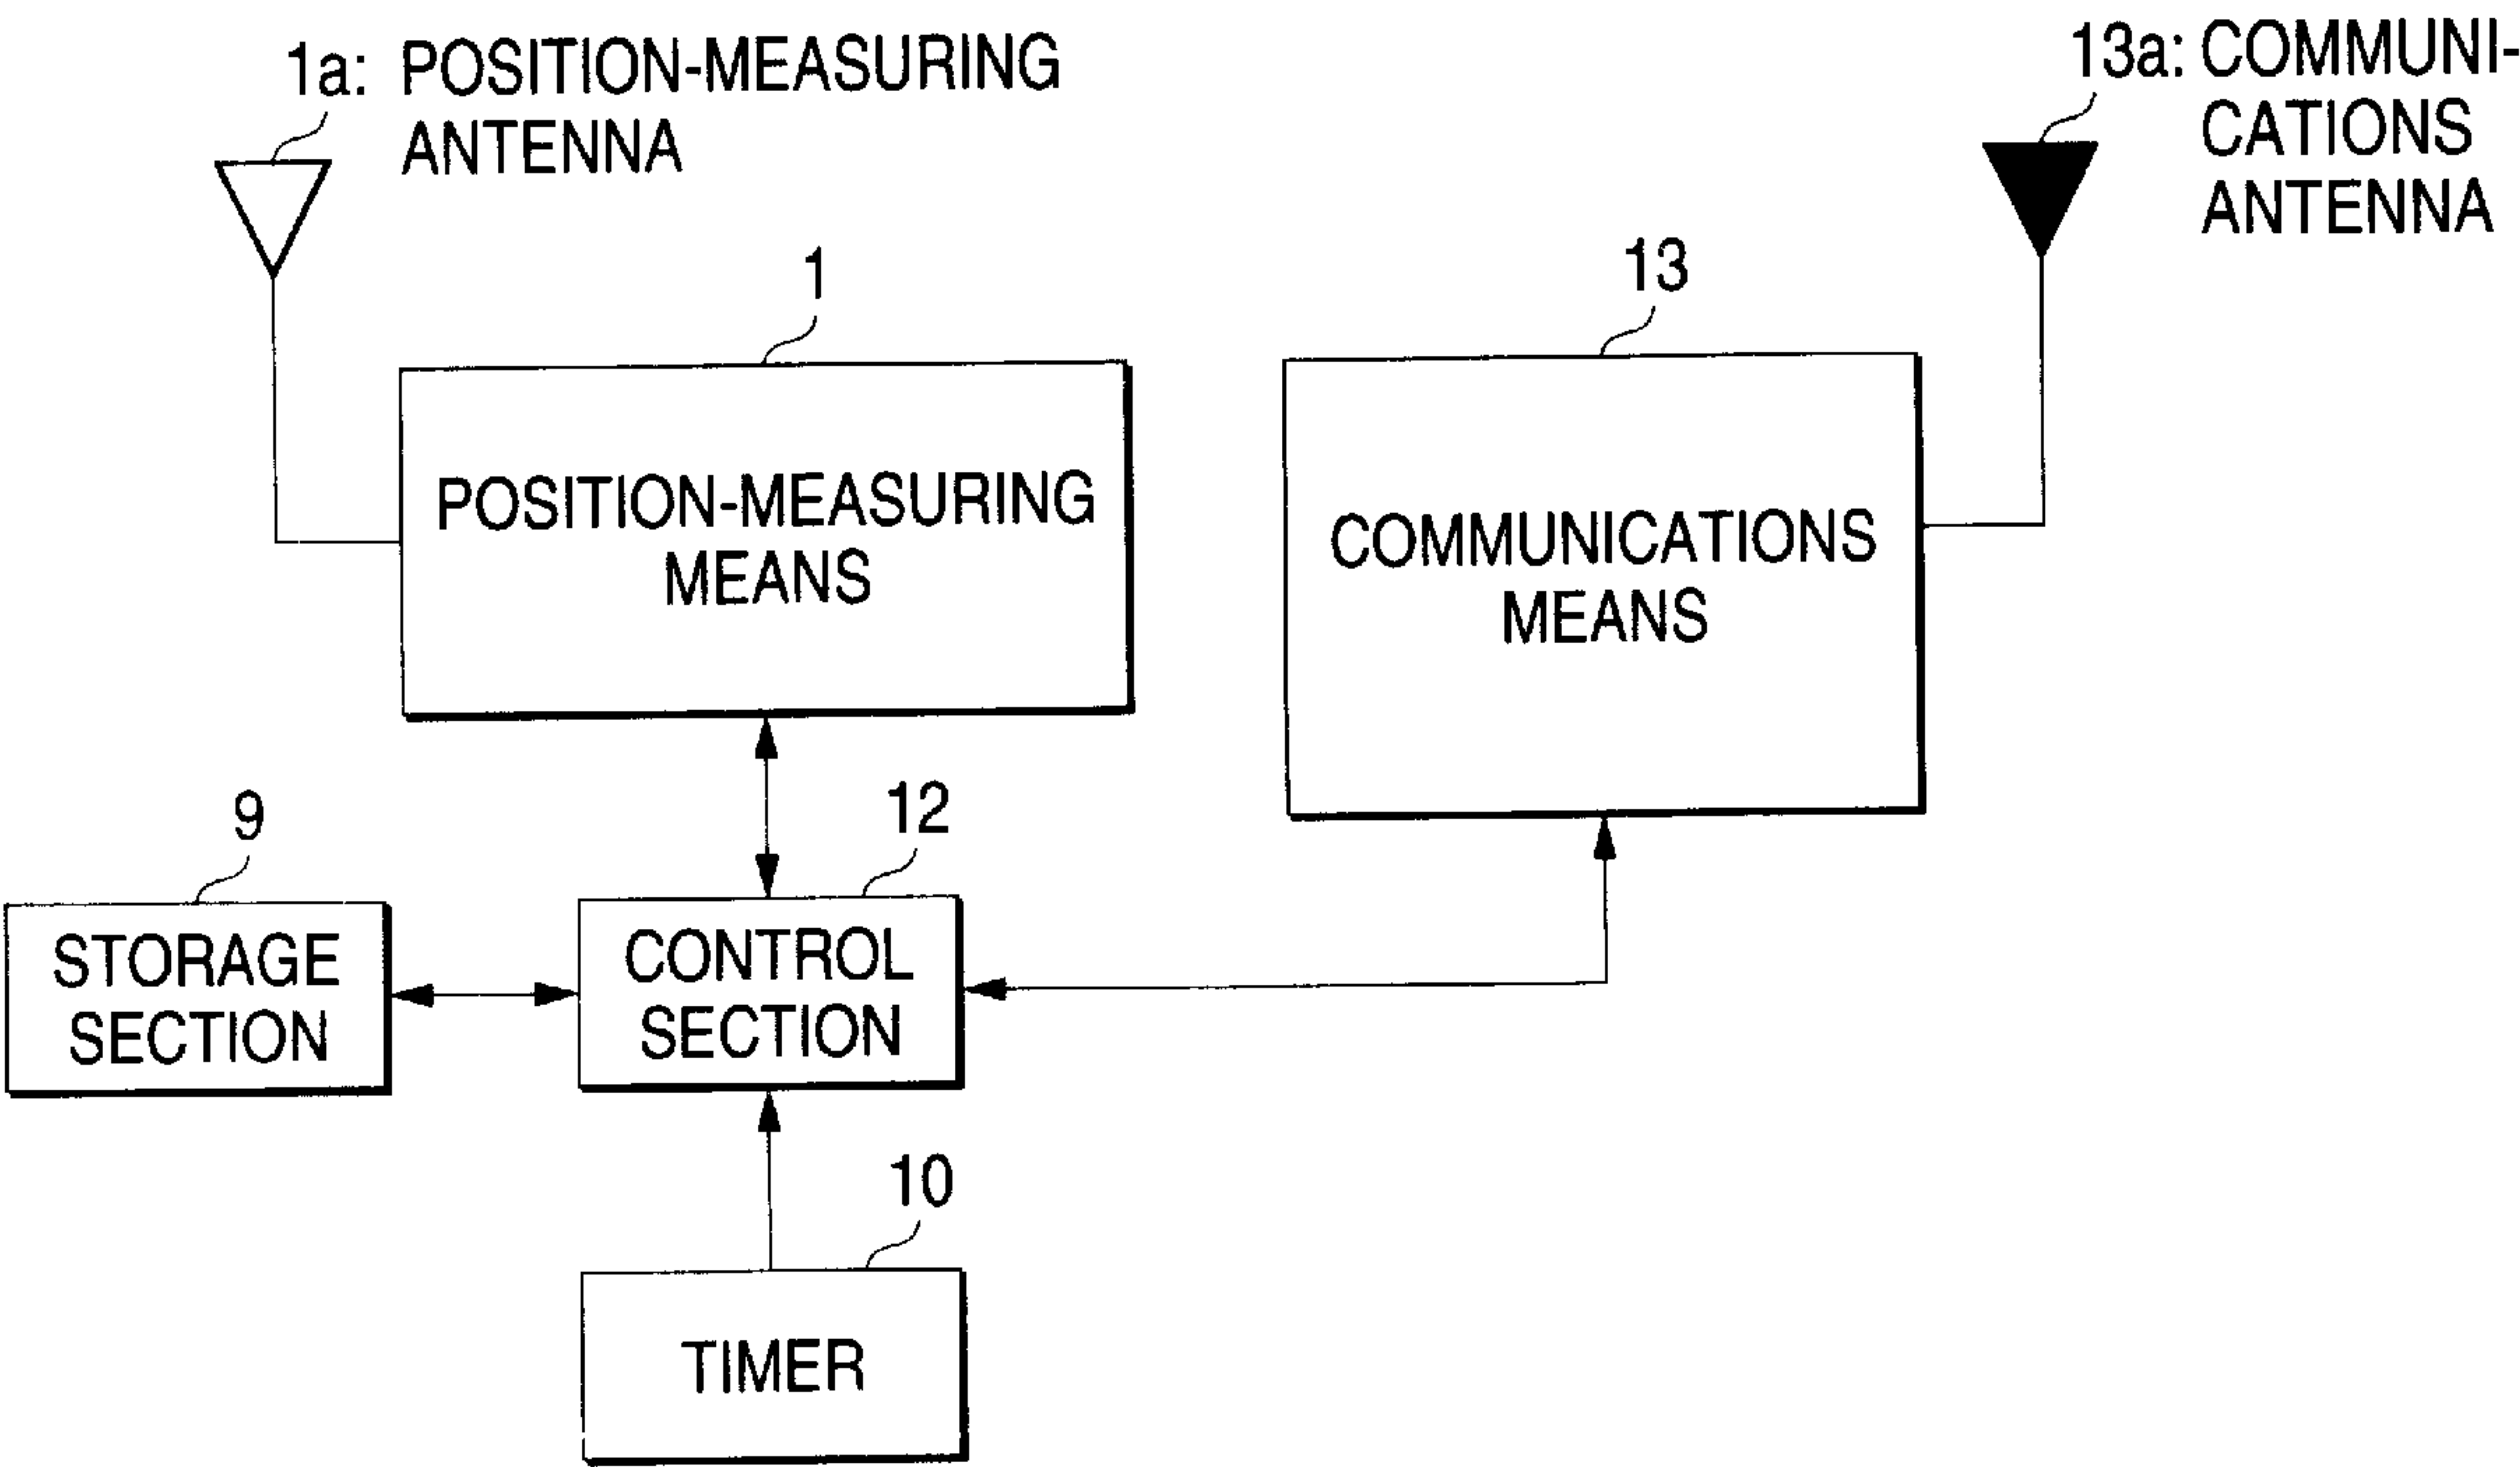 1a: POSITION-MEASURING
ANTENNA
13a: COMMUNI-
CATIONS
ANTENNA
1
13
POSITION-MEASURING
MEANS
COMMUNICATIONS
MEANS
9
12
STORAGE
SECTION
CONTROL
SECTION
10
TIMER